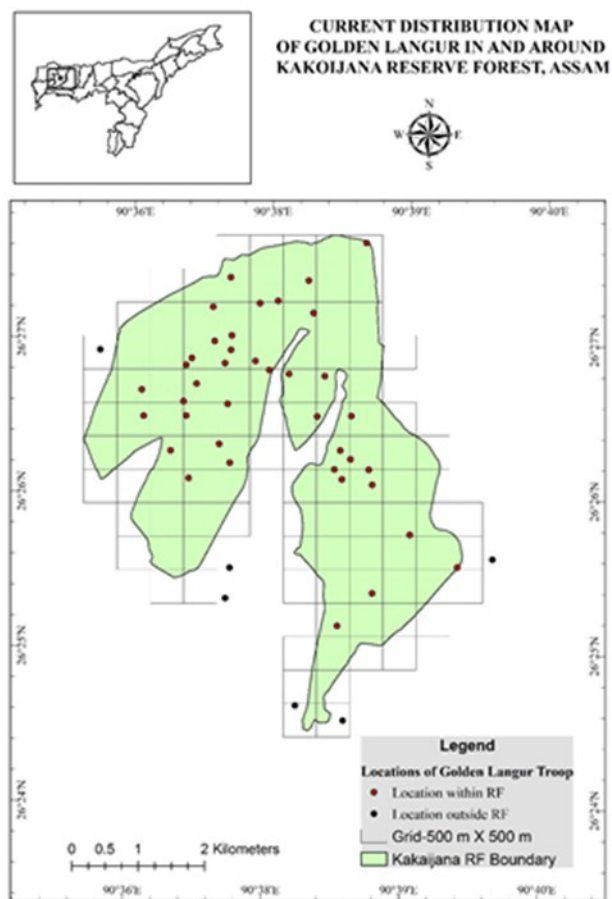 CURRENT DISTRIBUTION MAP
OF GOLDEN LANGUR IN AND AROUND
KAKOIJANA RESERVE FOREST, ASSAM
N
W E
S
90°36'E 90°38'E 90°39'E 90°40'E
26°27'N 26°27'N
26°26'N 26°26'N
26°25'N 26°25'N
26°24'N 26°24'N
Legend
Locations of Golden Langur Troop
Location within RF
Location outside RF
Grid-500 m X 500 m
Kakaijana RF Boundary
0 0.5 1 2 Kilometers
90°36'E 90°38'E 90°39'E 90°40'E